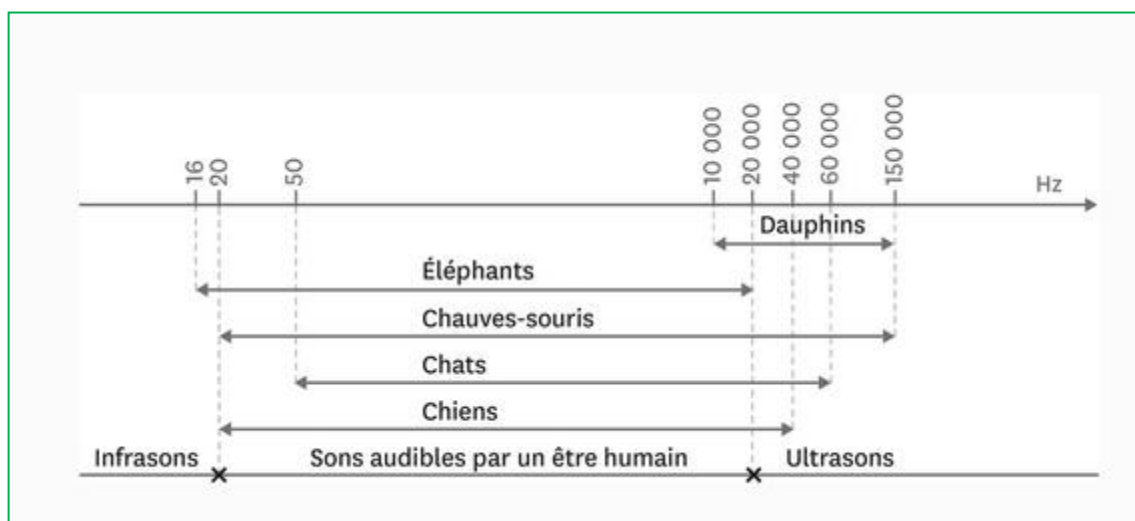 16
20
50
10 000
20 000
40 000
60 000
150 000
Hz
Dauphins
Éléphants
Chauves-souris
Chats
Chiens
Infrasons Sons audibles par un être humain Ultrasons